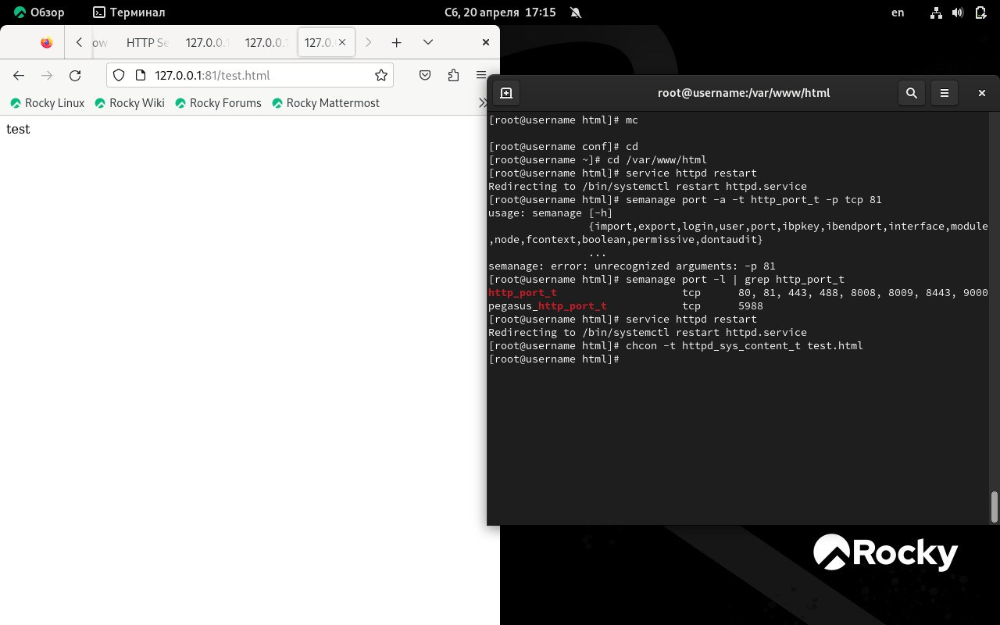 Обзор
Терминал
Сб, 20 апреля 17:15
en
ow
HTTP Se
127.0.0.1
127.0.0.1
127.0.
127.0.0.1:81/test.html
Rocky Linux
Rocky Wiki
Rocky Forums
Rocky Mattermost
test
root@username:/var/www/html
[root@username html]# mc
[root@username conf]# cd
[root@username ~]# cd /var/www/html
[root@username html]# service httpd restart
Redirecting to /bin/systemctl restart httpd.service
[root@username html]# semanage port -a -t http_port_t -p tcp 81
usage: semanage [-h]
{import,export,login,user,port,ibpkey,ibendport,interface,module
,node,fcontext,boolean,permissive,dontaudit}
...
semanage: error: unrecognized arguments: -p 81
[root@username html]# semanage port -l | grep http_port_t
http_port_t tcp 80, 81, 443, 488, 8008, 8009, 8443, 9000
pegasus_http_port_t tcp 5988
[root@username html]# service httpd restart
Redirecting to /bin/systemctl restart httpd.service
[root@username html]# chcon -t httpd_sys_content_t test.html
[root@username html]#
Rocky